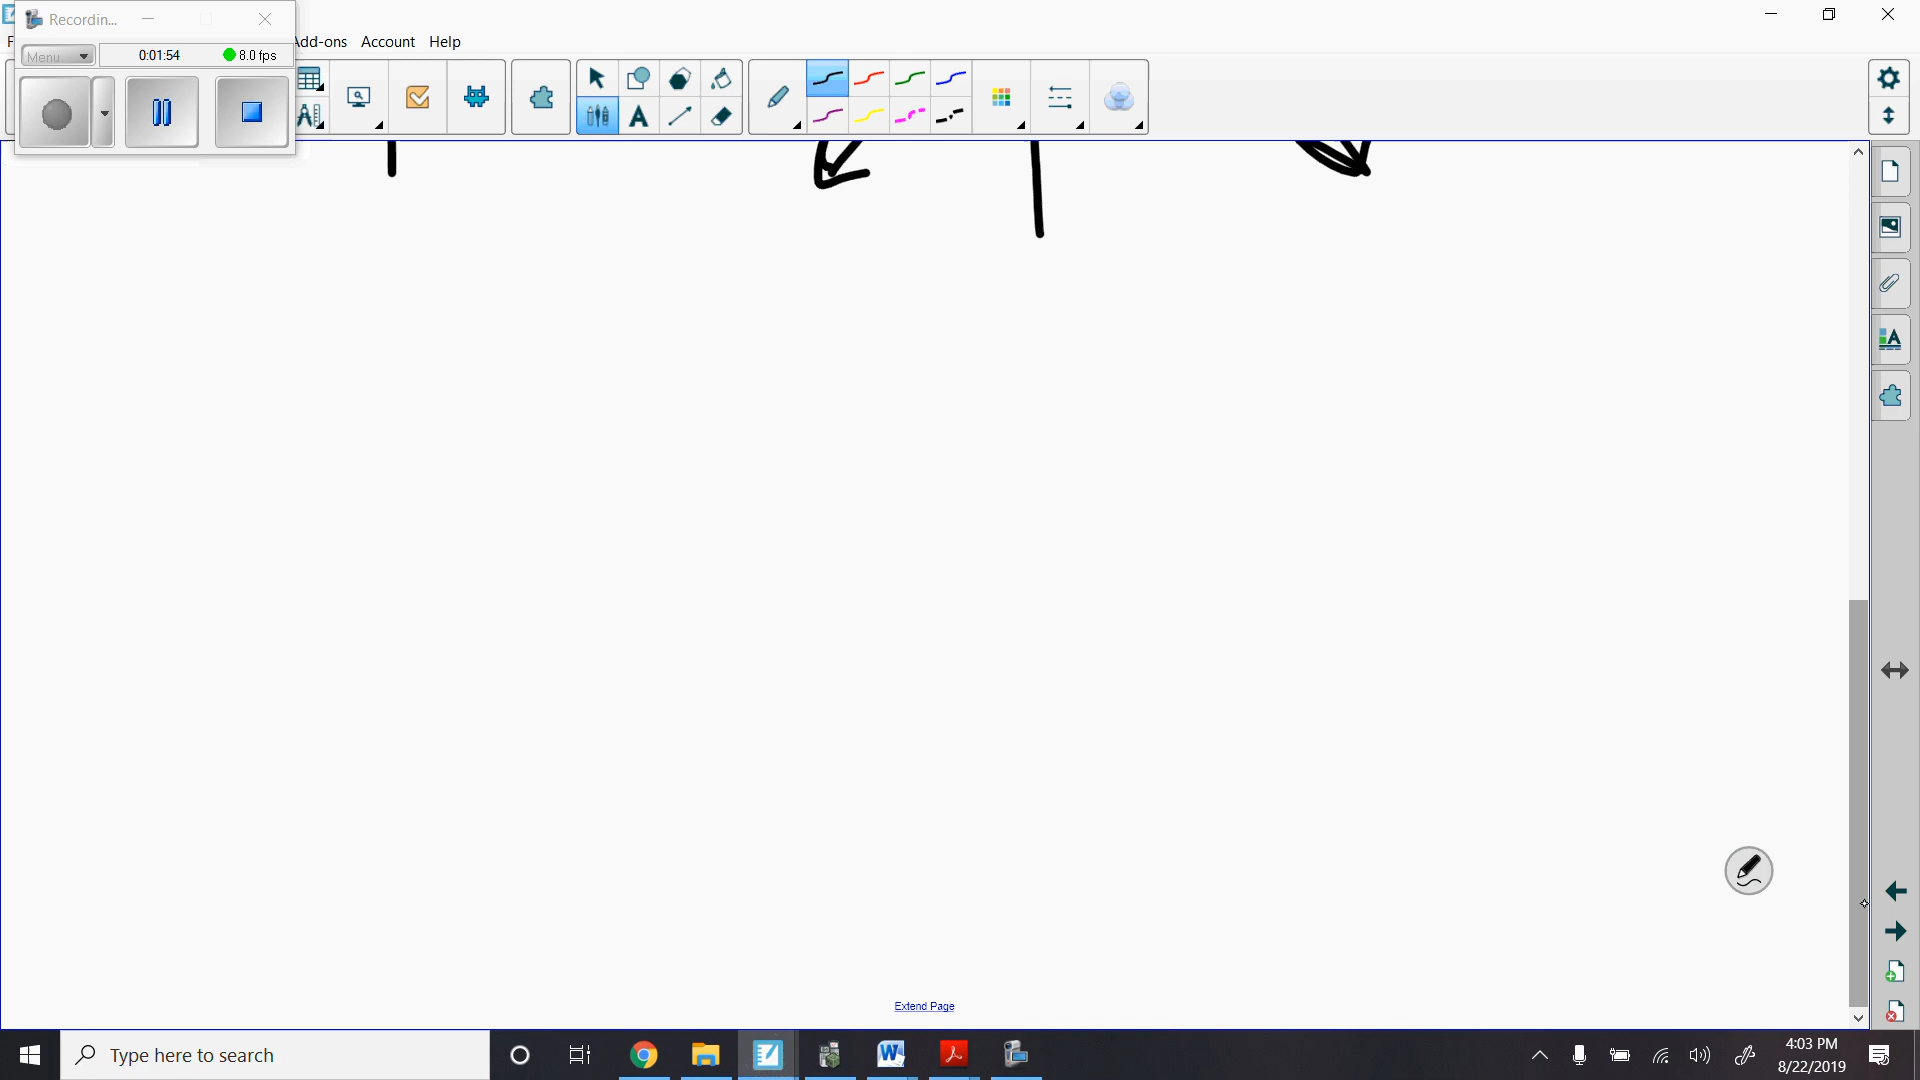 Recordin...
Add-ons Account Help
Menu 0:01:54 8.0 fps
Extend Page
Type here to search
4:03 PM
8/22/2019